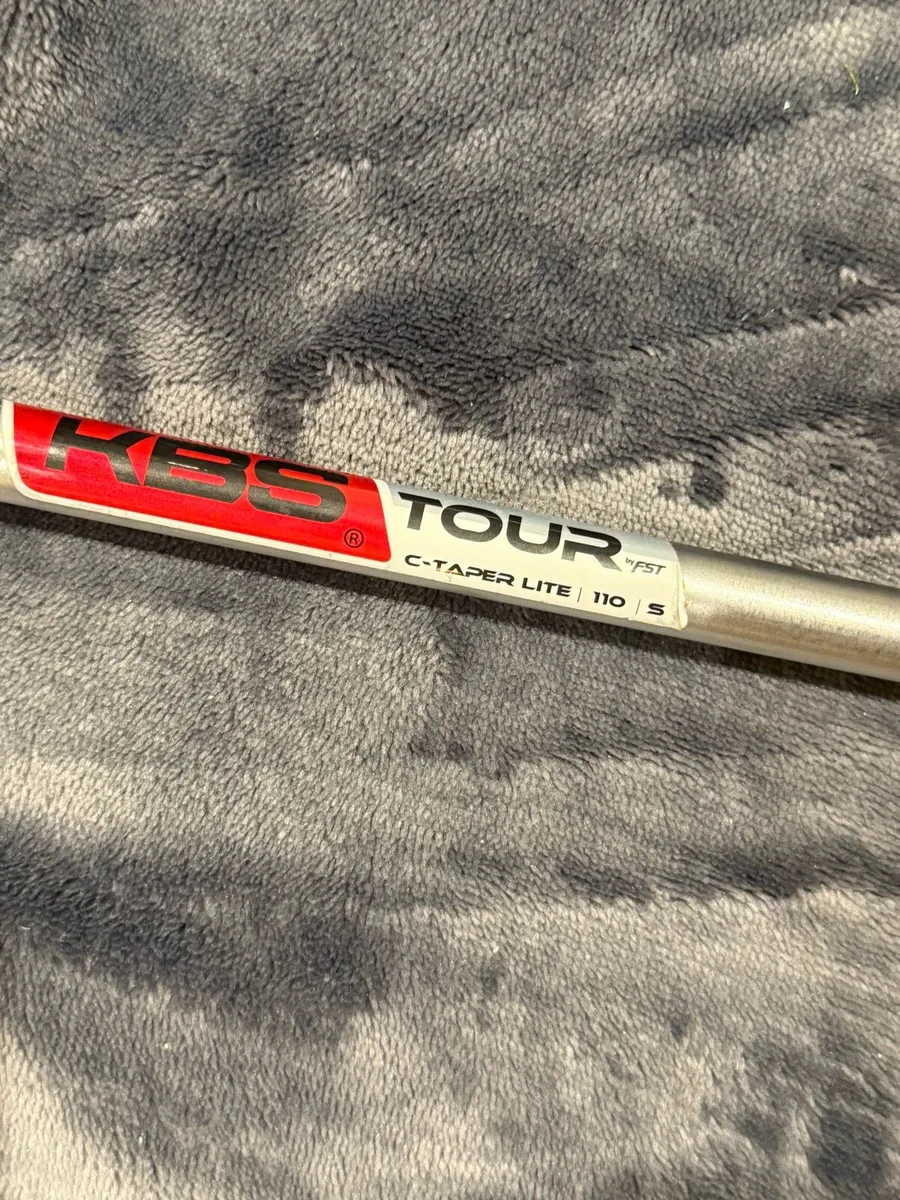 KBS®
TOUR by FST
C-TAPER LITE | 110 | S